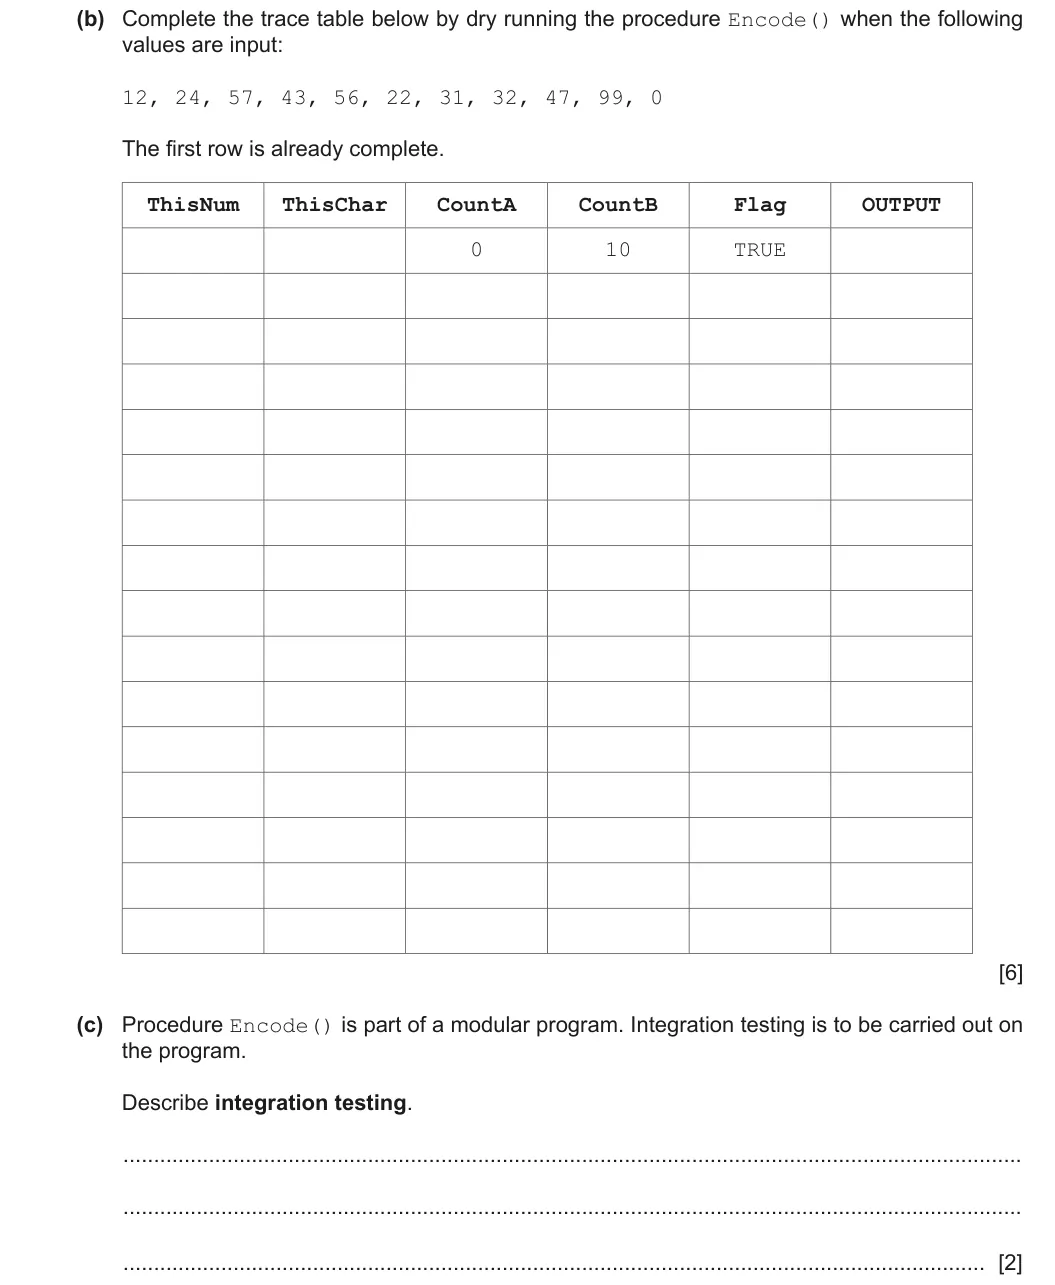 (b) Complete the trace table below by dry running the procedure Encode() when the following
values are input:
12, 24, 57, 43, 56, 22, 31, 32, 47, 99, 0
The first row is already complete.
ThisNum ThisChar CountA CountB Flag OUTPUT
0 10 TRUE
[6]
(c) Procedure Encode() is part of a modular program. Integration testing is to be carried out on
the program.
Describe integration testing.
[2]